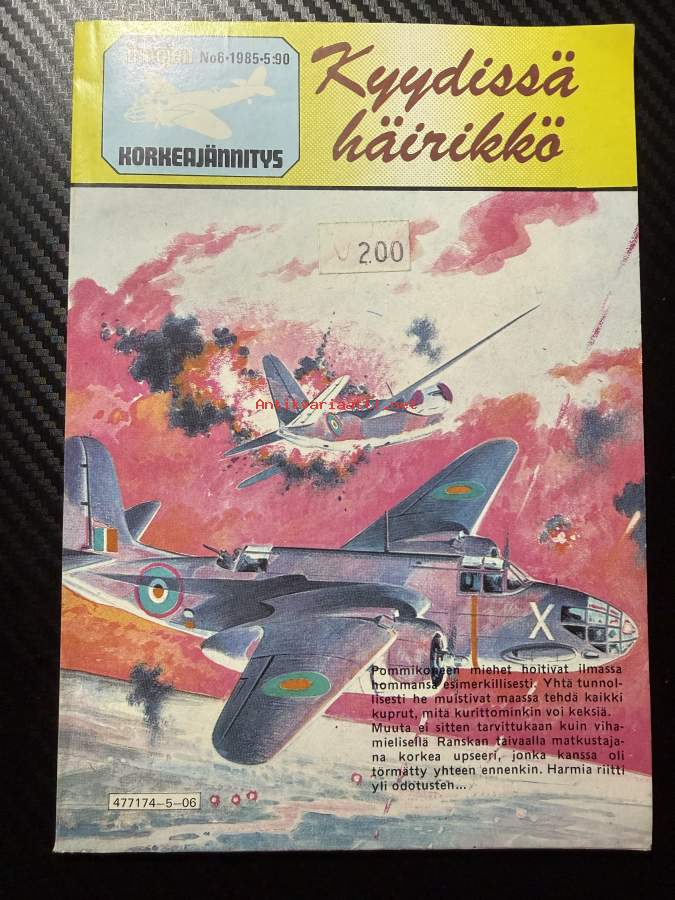 No6•1985•5:90
KORKEAJÄNNITYS
Kyydissä
häirikkö
200
Antikvariaatti.net
X
Pommikoneen miehet hoitivat ilmassa
hommansa esimerkillisesti. Yhtä tunnol-
lisesti he muistivat maassa tehdä kaikki
kuprut, mitä kurittominkin voi keksiä.
Muuta ei sitten tarvittukaan kuin viha-
mielisellä Ranskan taivaalla matkustaja-
na korkea upseeri, jonka kanssa oli
törmätty yhteen ennenkin. Harmia riitti
yli odotusten...
477174–5–06